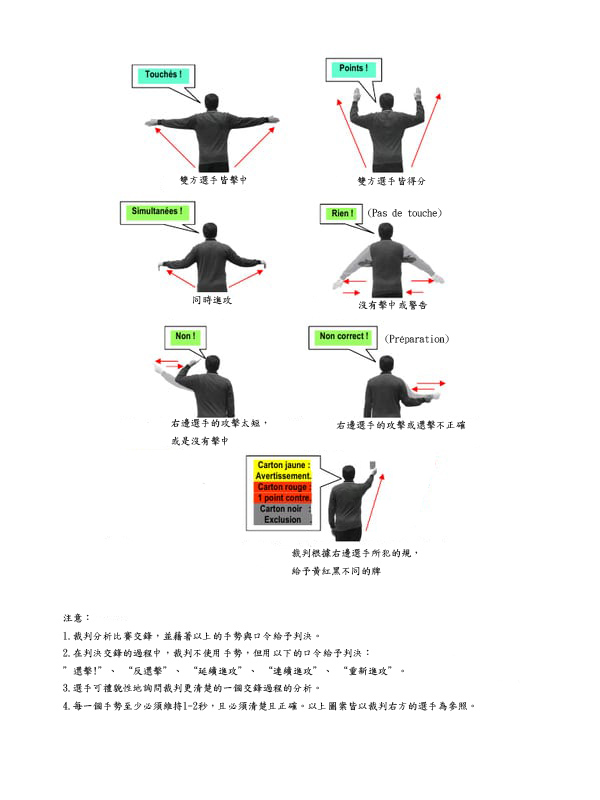 Touchés !
Points !
雙方選手皆擊中
雙方選手皆得分
Simultanées !
Rien !
(Pas de touche)
同時進攻
沒有擊中或警告
Non !
Non correct !
(Préparation)
右邊選手的攻擊太短，
或是沒有擊中
右邊選手的攻擊或還擊不正確
Carton jaune :
Avertissement.
Carton rouge :
1 point contre.
Carton noir :
Exclusion .
裁判根據右邊選手所犯的規，
給予黃紅黑不同的牌
注意：
1.裁判分析比賽交鋒，並藉著以上的手勢與口令給予判決。
2.在判決交鋒的過程中，裁判不使用手勢，但用以下的口令給予判決：
”還擊!”、 “反還擊”、 “延續進攻”、 “連續進攻”、 “重新進攻”。
3.選手可禮貌性地詢問裁判更清楚的一個交鋒過程的分析。
4.每一個手勢至少必須維持1-2秒，且必須清楚且正確。以上圖案皆以裁判右方的選手為參照。